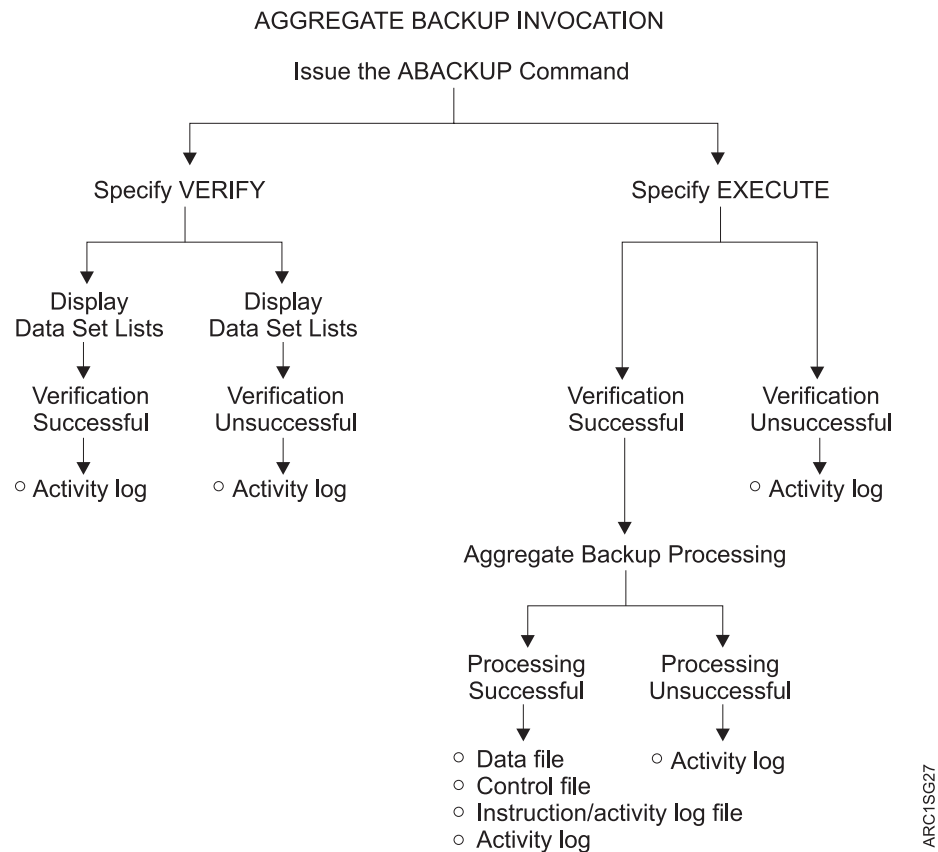 AGGREGATE BACKUP INVOCATION
Issue the ABACKUP Command
Specify VERIFY
Specify EXECUTE
Display
Data Set Lists
Display
Data Set Lists
Verification
Successful
Verification
Unsuccessful
Verification
Successful
Verification
Unsuccessful
○ Activity log
○ Activity log
○ Activity log
Aggregate Backup Processing
Processing
Successful
Processing
Unsuccessful
○ Data file
○ Control file
○ Instruction/activity log file
○ Activity log
○ Activity log
ARC1SG27